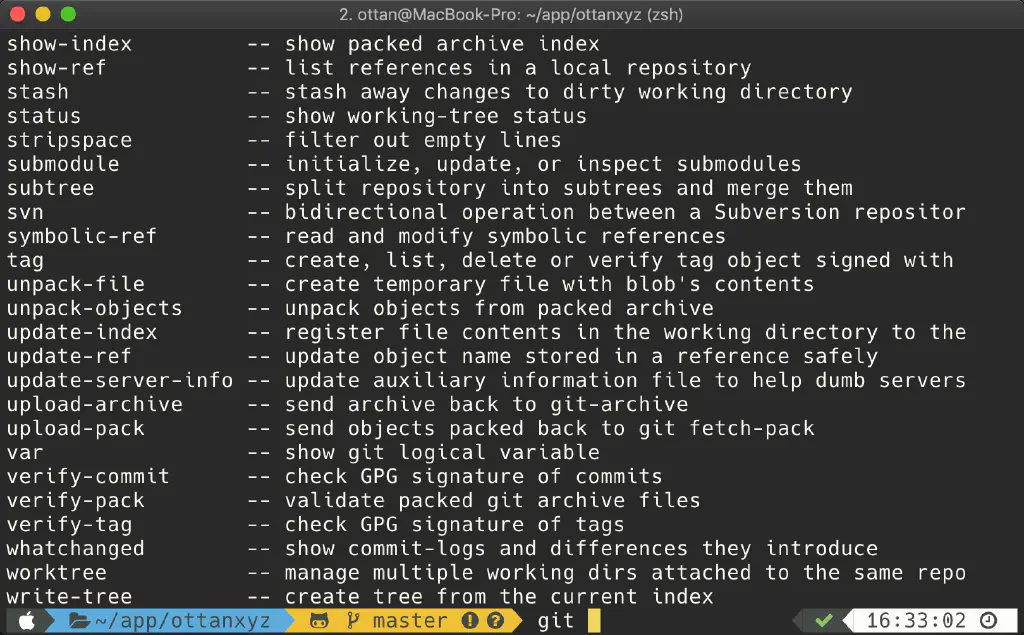 2. ottan@MacBook-Pro: ~/app/ottanxyz (zsh)
show-index -- show packed archive index
show-ref -- list references in a local repository
stash -- stash away changes to dirty working directory
status -- show working-tree status
stripspace -- filter out empty lines
submodule -- initialize, update, or inspect submodules
subtree -- split repository into subtrees and merge them
svn -- bidirectional operation between a Subversion repositor
symbolic-ref -- read and modify symbolic references
tag -- create, list, delete or verify tag object signed with
unpack-file -- create temporary file with blob's contents
unpack-objects -- unpack objects from packed archive
update-index -- register file contents in the working directory to the
update-ref -- update object name stored in a reference safely
update-server-info -- update auxiliary information file to help dumb servers
upload-archive -- send archive back to git-archive
upload-pack -- send objects packed back to git fetch-pack
var -- show git logical variable
verify-commit -- check GPG signature of commits
verify-pack -- validate packed git archive files
verify-tag -- check GPG signature of tags
whatchanged -- show commit-logs and differences they introduce
worktree -- manage multiple working dirs attached to the same repo
write-tree -- create tree from the current index
~/app/ottanxyz master ! ? git 16:33:02